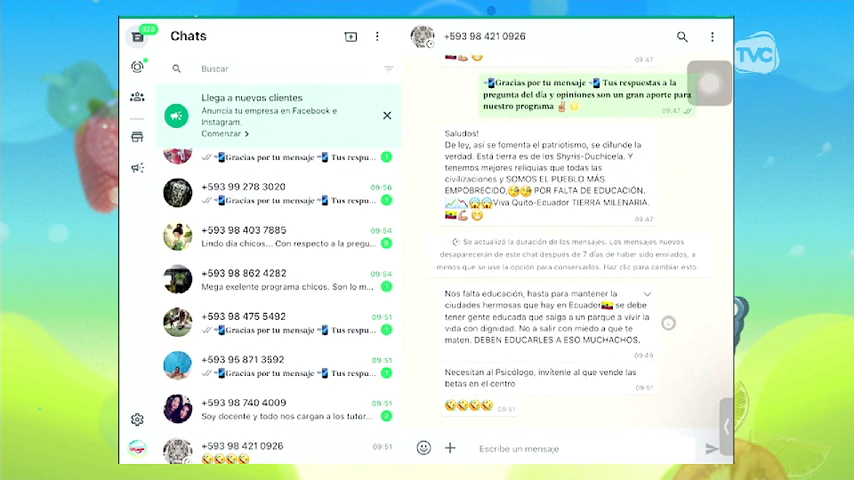 323
Chats
Buscar
Llega a nuevos clientes
Anuncia tu empresa en Facebook e
Instagram.
Comenzar
Gracias por tu mensaje Tus respu... 1
+593 99 278 3020 09:56
Gracias por tu mensaje Tus respu... 1
+593 98 403 7885 09:54
Lindo día chicos... Con respecto a la pregu...
+593 98 862 4282 09:54
Mega exelente programa chicos. Son lo m... 1
+593 98 475 5492 09:51
Gracias por tu mensaje Tus respu... 1
+593 95 871 3592 09:51
Gracias por tu mensaje Tus respu... 1
+593 98 740 4009 09:51
Soy docente y todo nos cargan a los tutor... 2
+593 98 421 0926 09:51
+593 98 421 0926
09:47
Gracias por tu mensaje Tus respuestas a la
pregunta del día y opiniones son un gran aporte para
nuestro programa
09:47
Saludos!
De ley, así se fomenta el patriotismo, se difunde la
verdad. Está tierra es de los Shyris-Duchicela. Y
tenemos mejores reliquias que todas las
civilizaciones y SOMOS EL PUEBLO MÁS
EMPOBRECIDO, POR FALTA DE EDUCACIÓN.
Viva Quito-Ecuador TIERRA MILENARIA.
09:47
Se actualizó la duración de los mensajes. Los mensajes nuevos
desaparecerán de este chat después de 7 días de haber sido enviados, a
menos que se use la opción para conservarlos. Haz clic para cambiar esto.
Nos falta educación, hasta para mantener la
ciudades hermosas que hay en Ecuador se debe
tener gente educada que salga a un parque a vivir la
vida con dignidad. No a salir con miedo a que te
maten. DEBEN EDUCARLES A ESO MUCHACHOS.
09:49
Necesitan al Psicólogo, invítenle al que vende las
betas en el centro
09:51
09:51
Escribe un mensaje
TVC